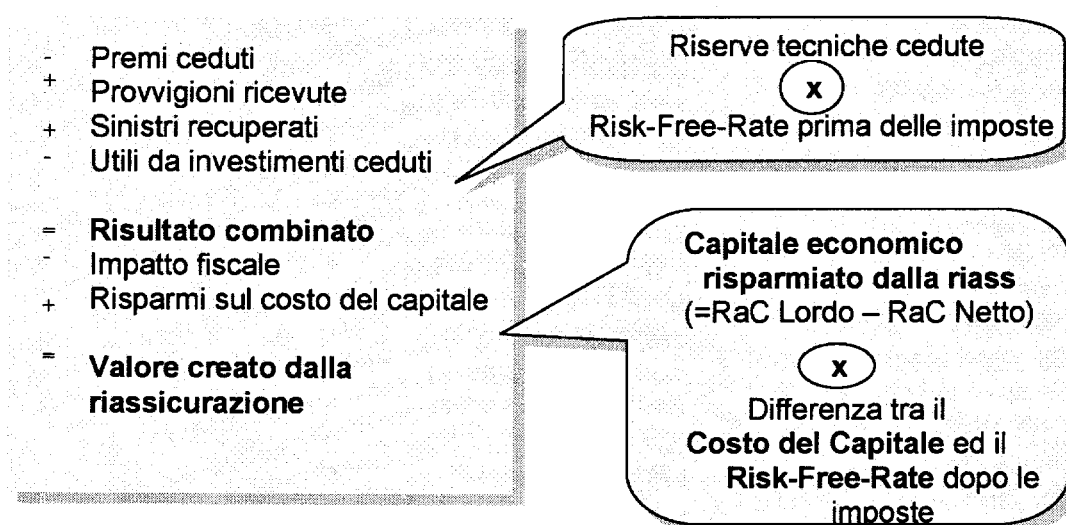 - Premi ceduti
+ Provvigioni ricevute
+ Sinistri recuperati
- Utili da investimenti ceduti
= Risultato combinato
- Impatto fiscale
+ Risparmi sul costo del capitale
= Valore creato dalla
riassicurazione
Riserve tecniche cedute
x
Risk-Free-Rate prima delle imposte
Capitale economico
risparmiato dalla riass
(=RaC Lordo – RaC Netto)
x
Differenza tra il
Costo del Capitale ed il
Risk-Free-Rate dopo le
imposte